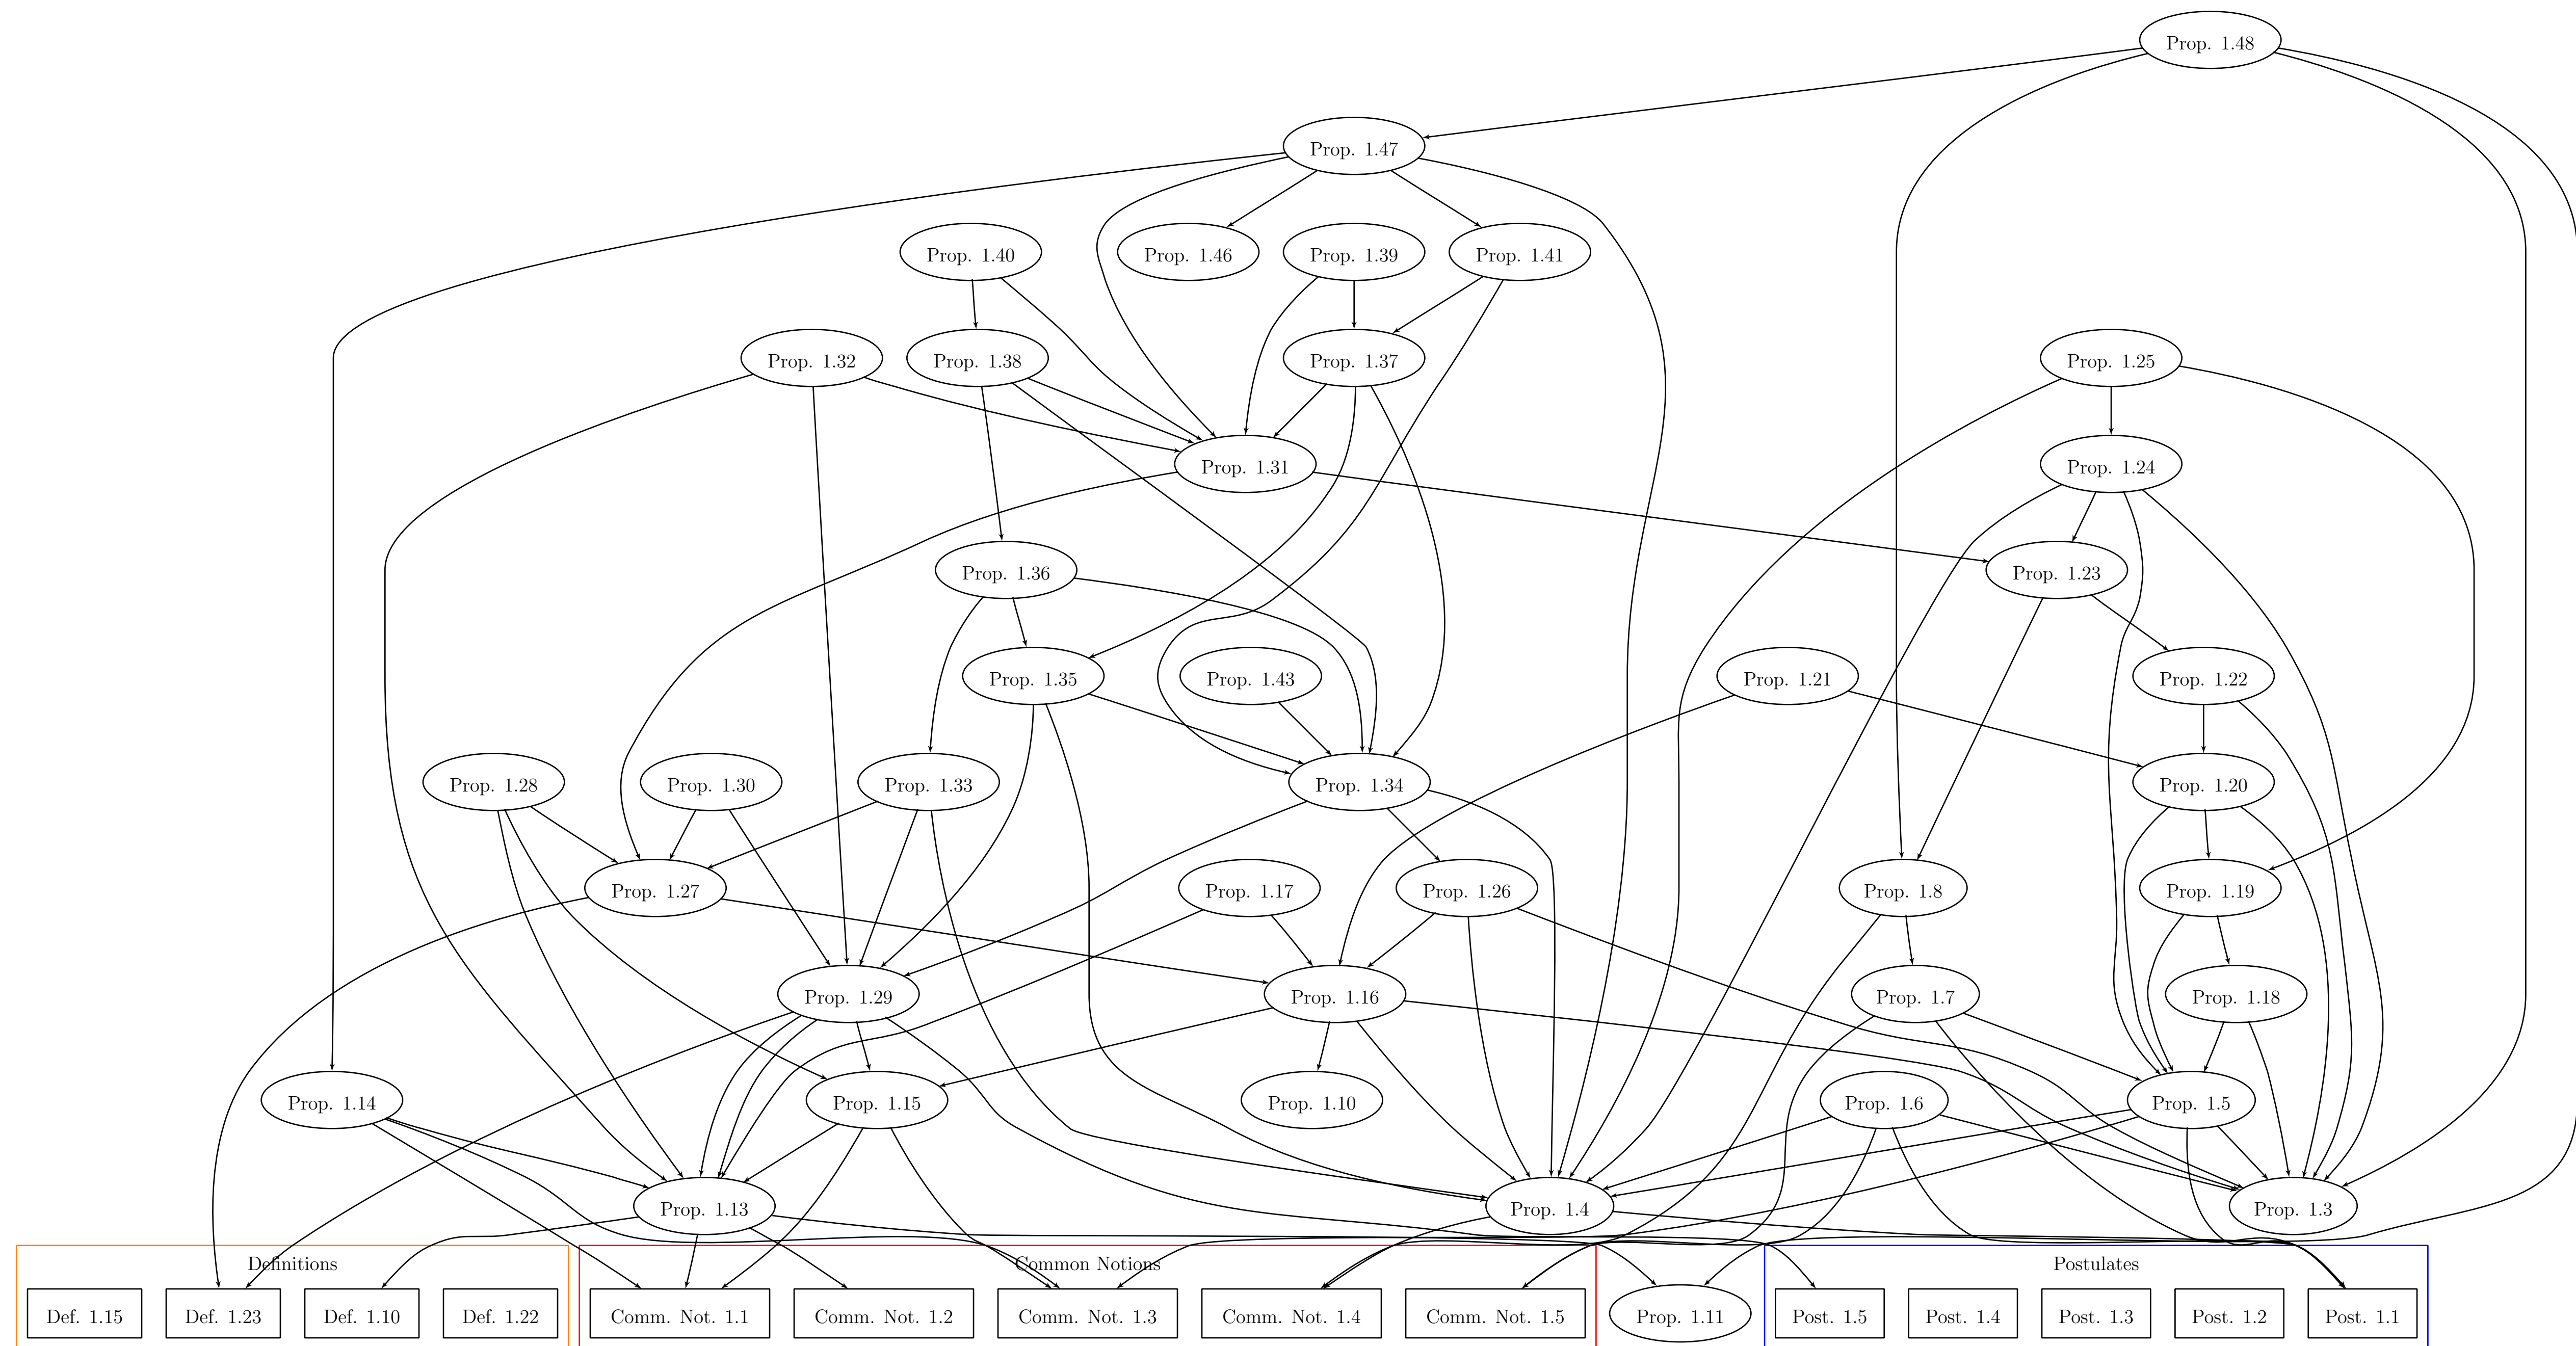 Prop. 1.48
Prop. 1.47
Prop. 1.40
Prop. 1.46
Prop. 1.39
Prop. 1.41
Prop. 1.32
Prop. 1.38
Prop. 1.37
Prop. 1.25
Prop. 1.31
Prop. 1.24
Prop. 1.36
Prop. 1.23
Prop. 1.35
Prop. 1.43
Prop. 1.21
Prop. 1.22
Prop. 1.28
Prop. 1.30
Prop. 1.33
Prop. 1.34
Prop. 1.20
Prop. 1.27
Prop. 1.17
Prop. 1.26
Prop. 1.8
Prop. 1.19
Prop. 1.29
Prop. 1.16
Prop. 1.7
Prop. 1.18
Prop. 1.14
Prop. 1.15
Prop. 1.10
Prop. 1.6
Prop. 1.5
Prop. 1.13
Prop. 1.4
Prop. 1.3
Definitions
Common Notions
Postulates
Def. 1.15
Def. 1.23
Def. 1.10
Def. 1.22
Comm. Not. 1.1
Comm. Not. 1.2
Comm. Not. 1.3
Comm. Not. 1.4
Comm. Not. 1.5
Prop. 1.11
Post. 1.5
Post. 1.4
Post. 1.3
Post. 1.2
Post. 1.1